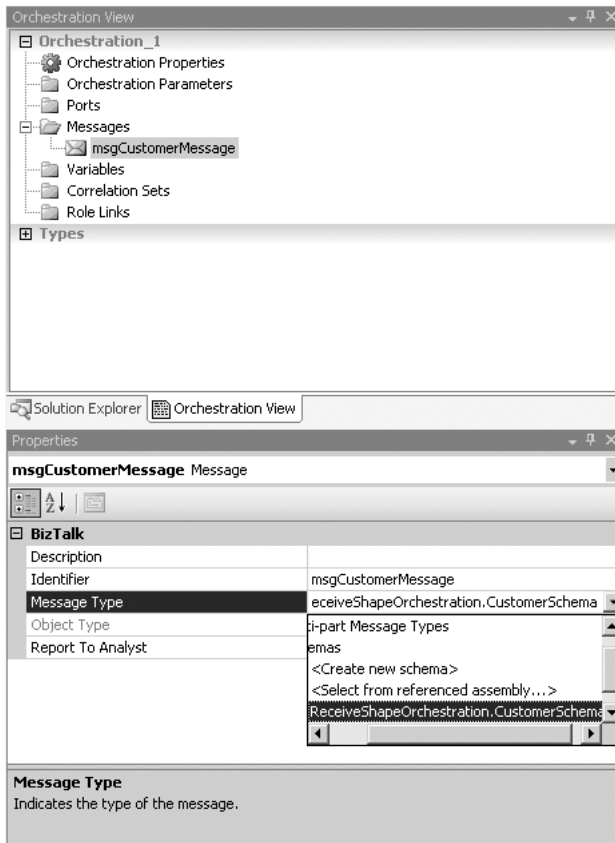 Orchestration View
Orchestration_1
Orchestration Properties
Orchestration Parameters
Ports
Messages
msgCustomerMessage
Variables
Correlation Sets
Role Links
Types
Solution Explorer Orchestration View
Properties
msgCustomerMessage Message
A
Z
BizTalk
Description
Identifier msgCustomerMessage
Message Type eceiveShapeOrchestration.CustomerSchema
Object Type ti-part Message Types
Report To Analyst emas
<Create new schema>
<Select from referenced assembly...>
ReceiveShapeOrchestration.CustomerSchema
Message Type
Indicates the type of the message.